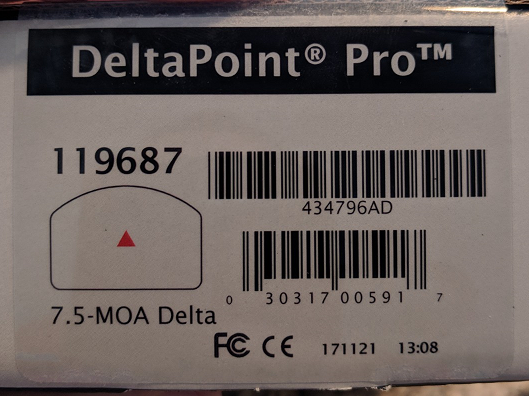 DeltaPoint® Pro™
119687
434796AD
0 30317 00591 7
7.5-MOA Delta
FC CE 171121 13:08